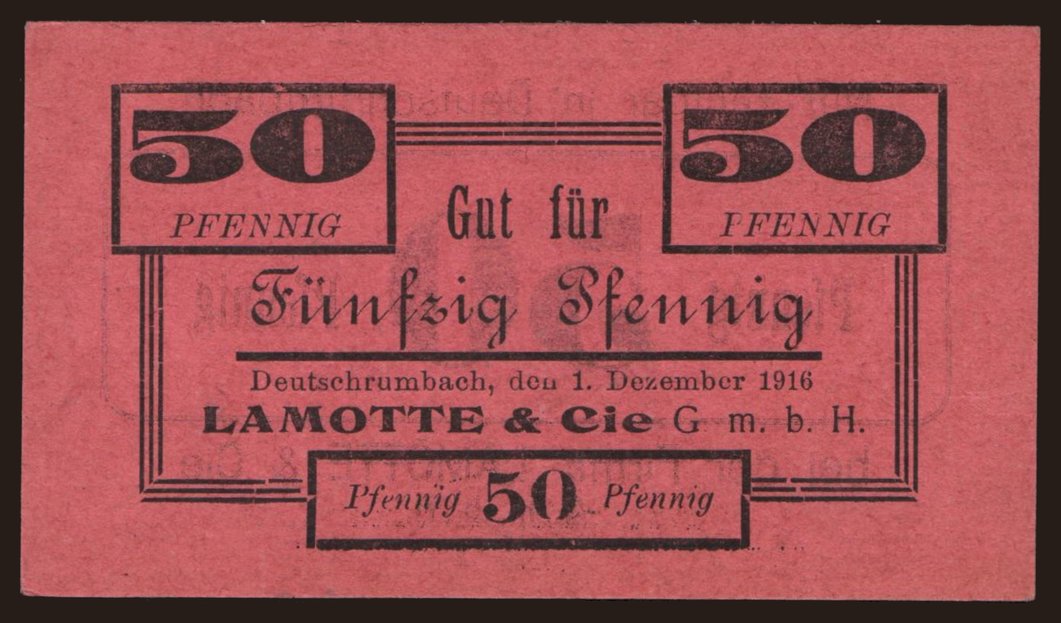 50 50
PFENNIG PFENNIG
Gut für
Fünfzig Pfennig
Deutschrumbach, den 1. Dezember 1916
LAMOTTE & Cie G m. b. H.
Pfennig 50 Pfennig